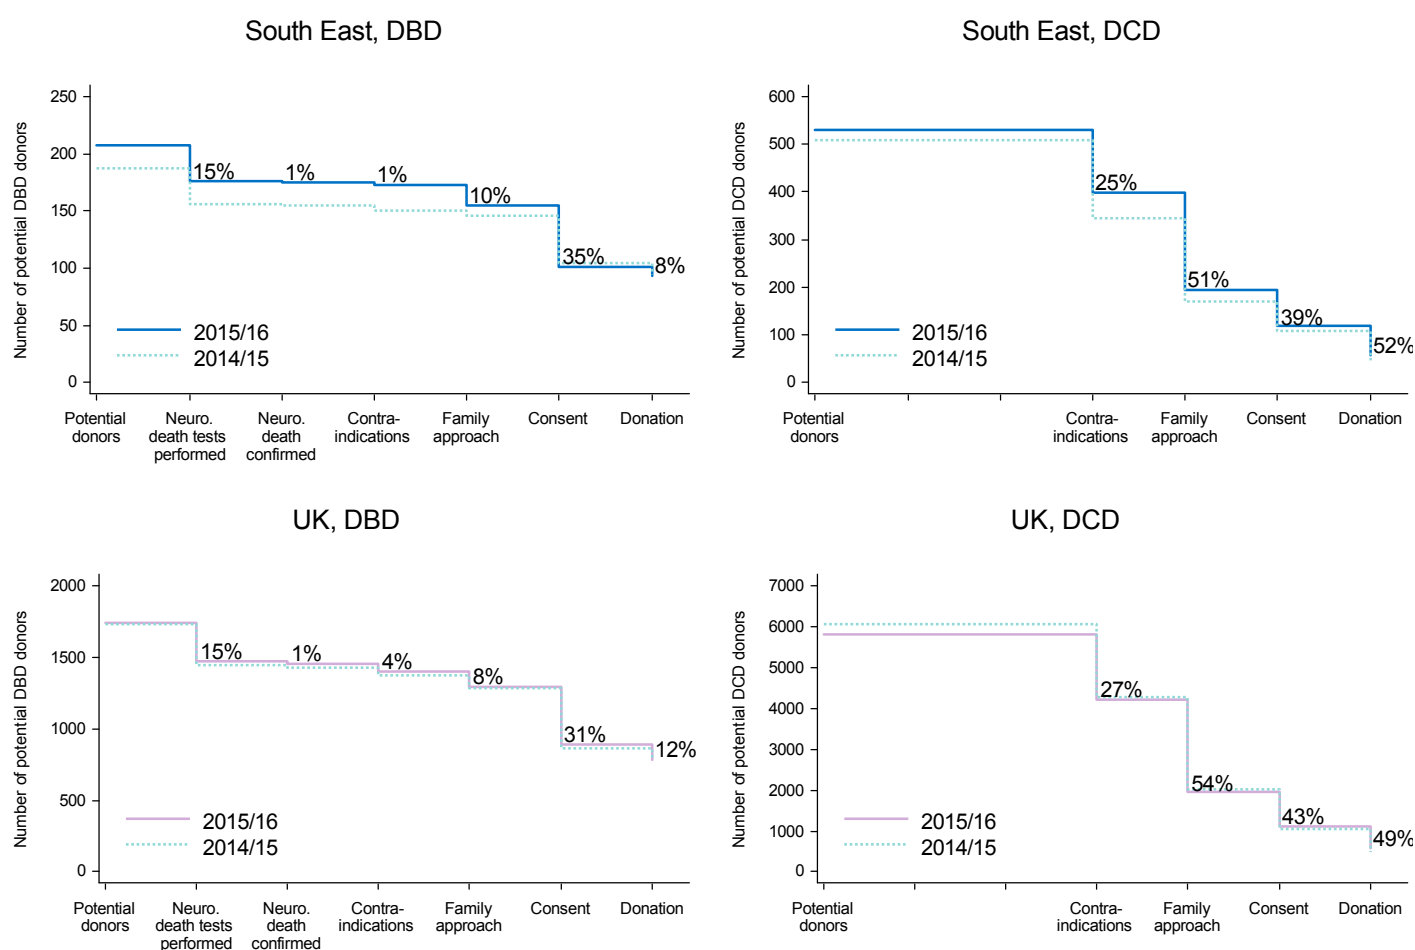 South East, DBD
Number of potential DBD donors
250
200
150
100
50
0
15%
1%
1%
10%
35%
8%
2015/16
2014/15
Potential
donors
Neuro.
death tests
performed
Neuro.
death
confirmed
Contra-
indications
Family
approach
Consent
Donation
South East, DCD
Number of potential DCD donors
600
500
400
300
200
100
0
25%
51%
39%
52%
2015/16
2014/15
Potential
donors
Contra-
indications
Family
approach
Consent
Donation
UK, DBD
Number of potential DBD donors
2000
1500
1000
500
0
15%
1%
4%
8%
31%
12%
2015/16
2014/15
Potential
donors
Neuro.
death tests
performed
Neuro.
death
confirmed
Contra-
indications
Family
approach
Consent
Donation
UK, DCD
Number of potential DCD donors
7000
6000
5000
4000
3000
2000
1000
0
27%
54%
43%
49%
2015/16
2014/15
Potential
donors
Contra-
indications
Family
approach
Consent
Donation